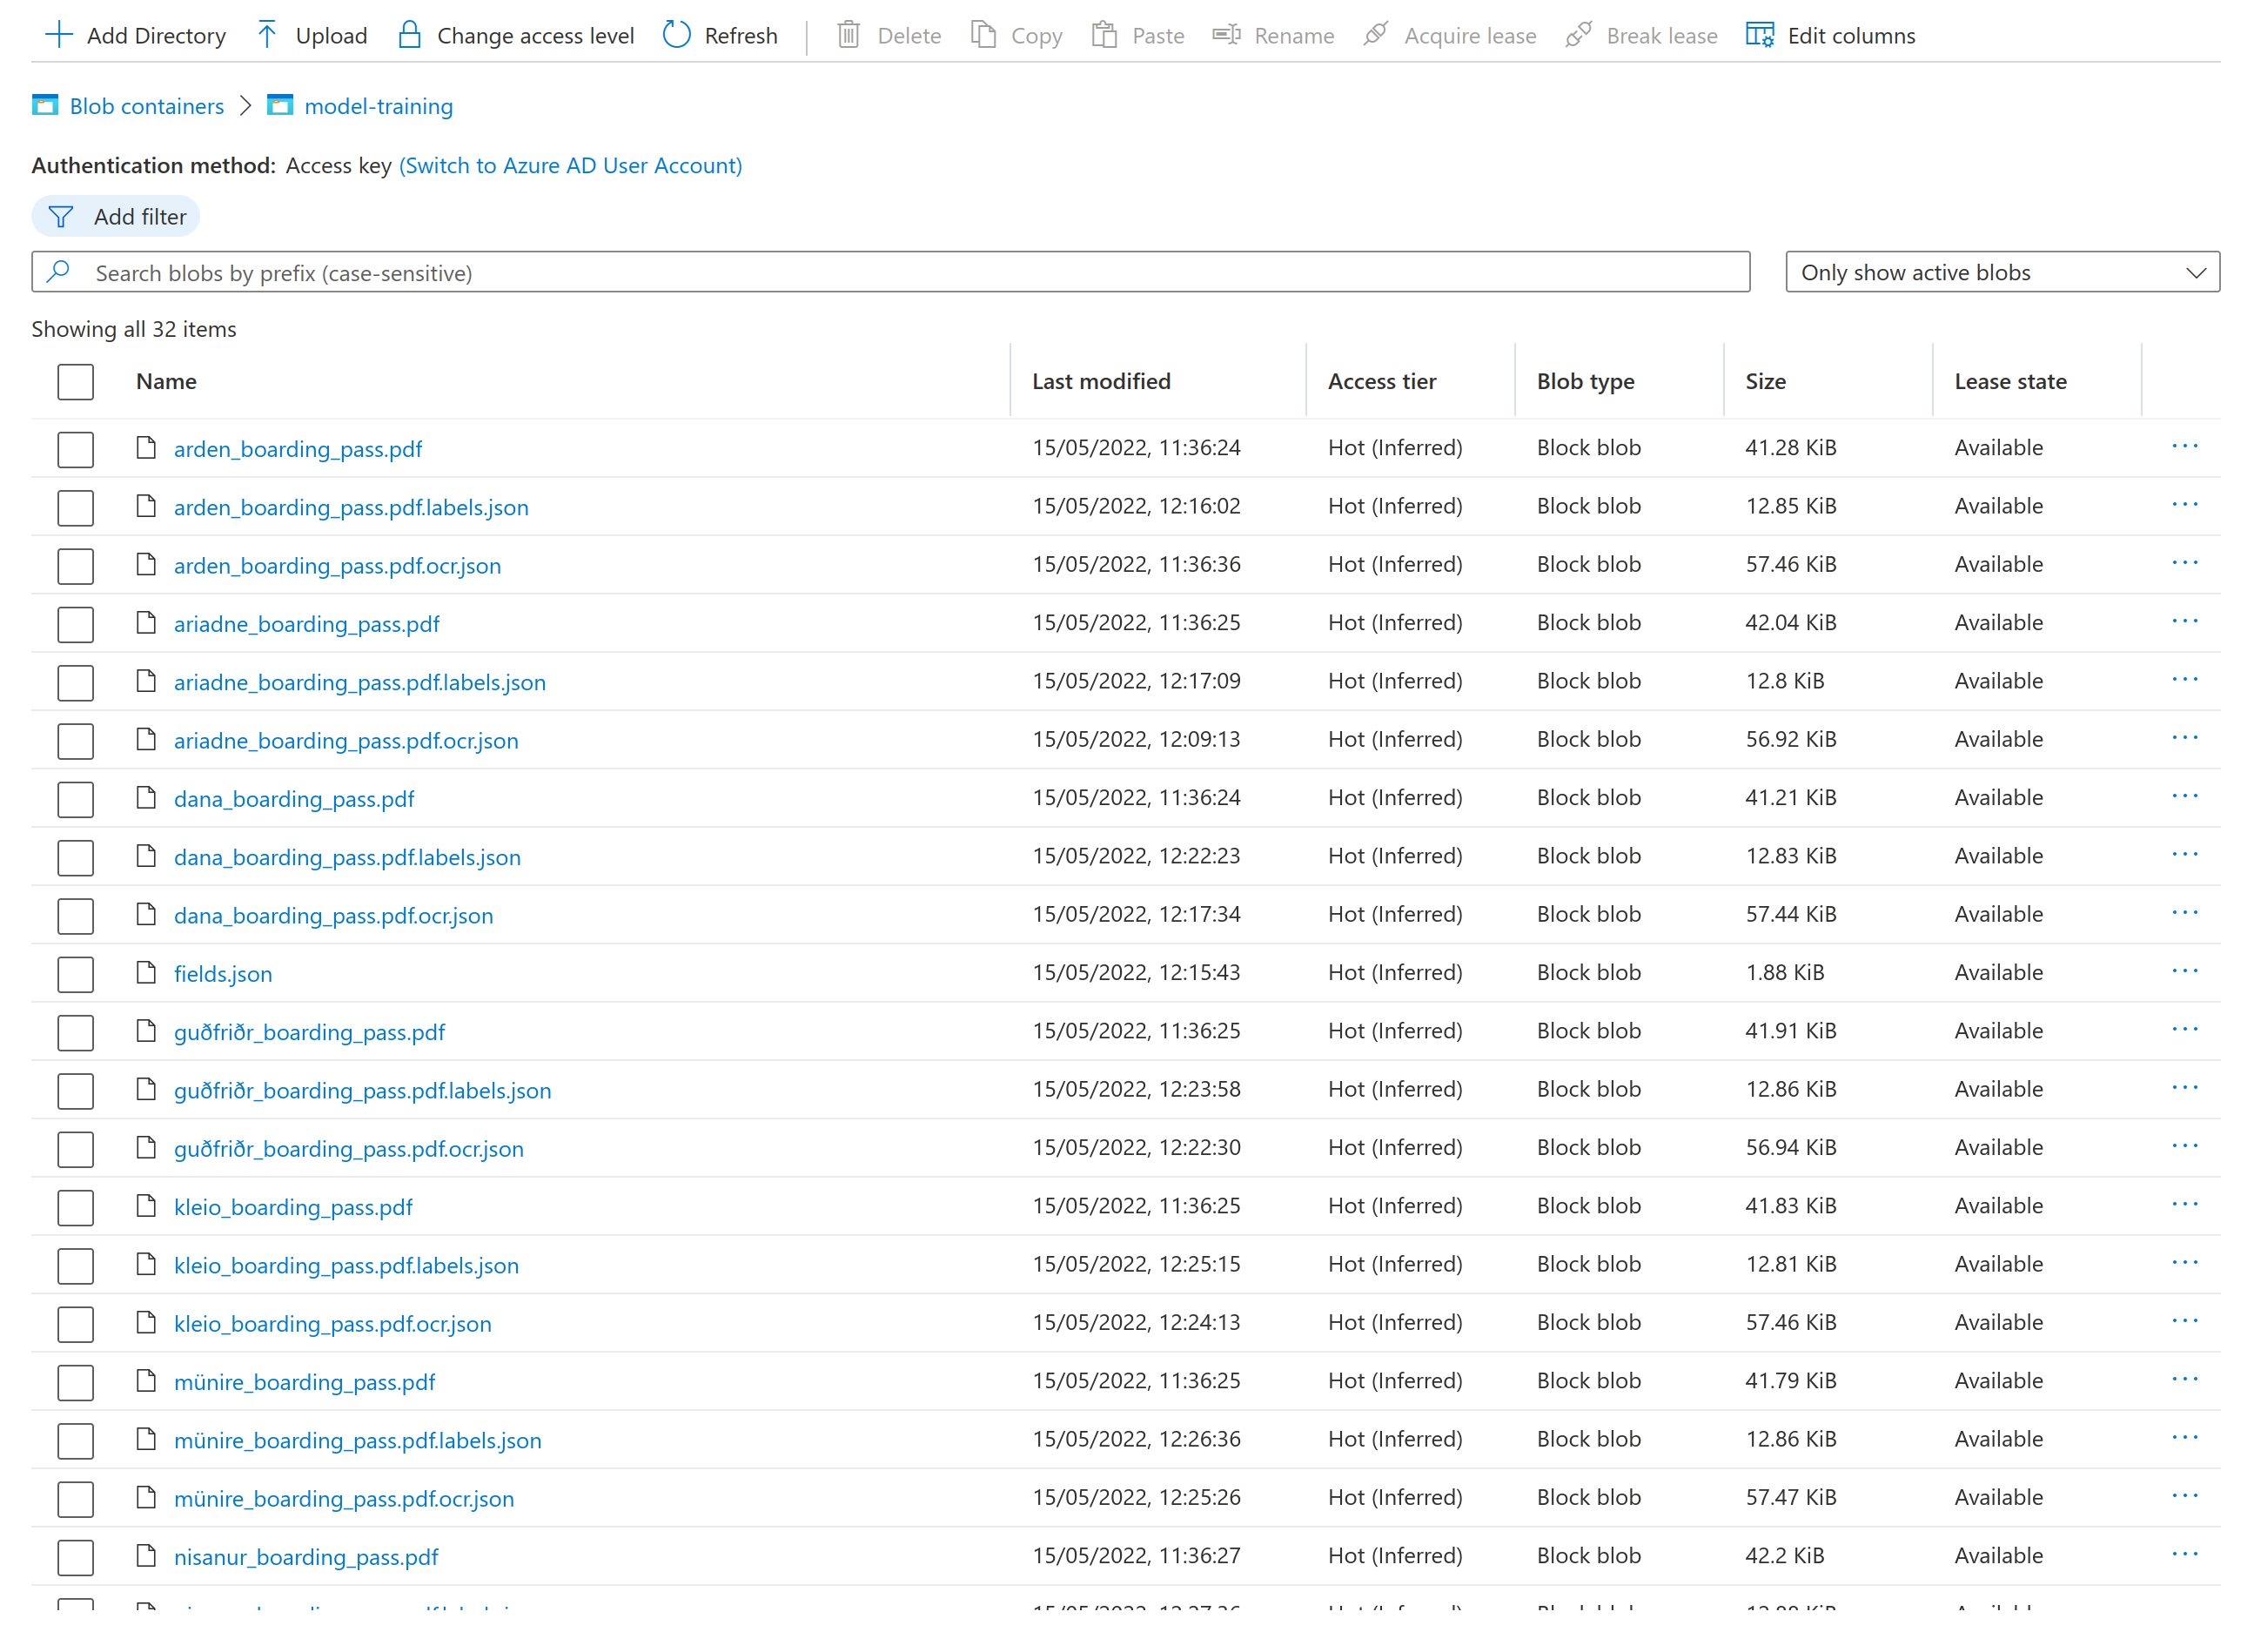 Add Directory Upload Change access level Refresh Delete Copy Paste Rename Acquire lease Break lease Edit columns
Blob containers > model-training
Authentication method: Access key (Switch to Azure AD User Account)
Add filter
Search blobs by prefix (case-sensitive) Only show active blobs
Showing all 32 items
Name Last modified Access tier Blob type Size Lease state
arden_boarding_pass.pdf 15/05/2022, 11:36:24 Hot (Inferred) Block blob 41.28 KiB Available ···
arden_boarding_pass.pdf.labels.json 15/05/2022, 12:16:02 Hot (Inferred) Block blob 12.85 KiB Available ···
arden_boarding_pass.pdf.ocr.json 15/05/2022, 11:36:36 Hot (Inferred) Block blob 57.46 KiB Available ···
ariadne_boarding_pass.pdf 15/05/2022, 11:36:25 Hot (Inferred) Block blob 42.04 KiB Available ···
ariadne_boarding_pass.pdf.labels.json 15/05/2022, 12:17:09 Hot (Inferred) Block blob 12.8 KiB Available ···
ariadne_boarding_pass.pdf.ocr.json 15/05/2022, 12:09:13 Hot (Inferred) Block blob 56.92 KiB Available ···
dana_boarding_pass.pdf 15/05/2022, 11:36:24 Hot (Inferred) Block blob 41.21 KiB Available ···
dana_boarding_pass.pdf.labels.json 15/05/2022, 12:22:23 Hot (Inferred) Block blob 12.83 KiB Available ···
dana_boarding_pass.pdf.ocr.json 15/05/2022, 12:17:34 Hot (Inferred) Block blob 57.44 KiB Available ···
fields.json 15/05/2022, 12:15:43 Hot (Inferred) Block blob 1.88 KiB Available ···
guðfriðr_boarding_pass.pdf 15/05/2022, 11:36:25 Hot (Inferred) Block blob 41.91 KiB Available ···
guðfriðr_boarding_pass.pdf.labels.json 15/05/2022, 12:23:58 Hot (Inferred) Block blob 12.86 KiB Available ···
guðfriðr_boarding_pass.pdf.ocr.json 15/05/2022, 12:22:30 Hot (Inferred) Block blob 56.94 KiB Available ···
kleio_boarding_pass.pdf 15/05/2022, 11:36:25 Hot (Inferred) Block blob 41.83 KiB Available ···
kleio_boarding_pass.pdf.labels.json 15/05/2022, 12:25:15 Hot (Inferred) Block blob 12.81 KiB Available ···
kleio_boarding_pass.pdf.ocr.json 15/05/2022, 12:24:13 Hot (Inferred) Block blob 57.46 KiB Available ···
münire_boarding_pass.pdf 15/05/2022, 11:36:25 Hot (Inferred) Block blob 41.79 KiB Available ···
münire_boarding_pass.pdf.labels.json 15/05/2022, 12:26:36 Hot (Inferred) Block blob 12.86 KiB Available ···
münire_boarding_pass.pdf.ocr.json 15/05/2022, 12:25:26 Hot (Inferred) Block blob 57.47 KiB Available ···
nisanur_boarding_pass.pdf 15/05/2022, 11:36:27 Hot (Inferred) Block blob 42.2 KiB Available ···